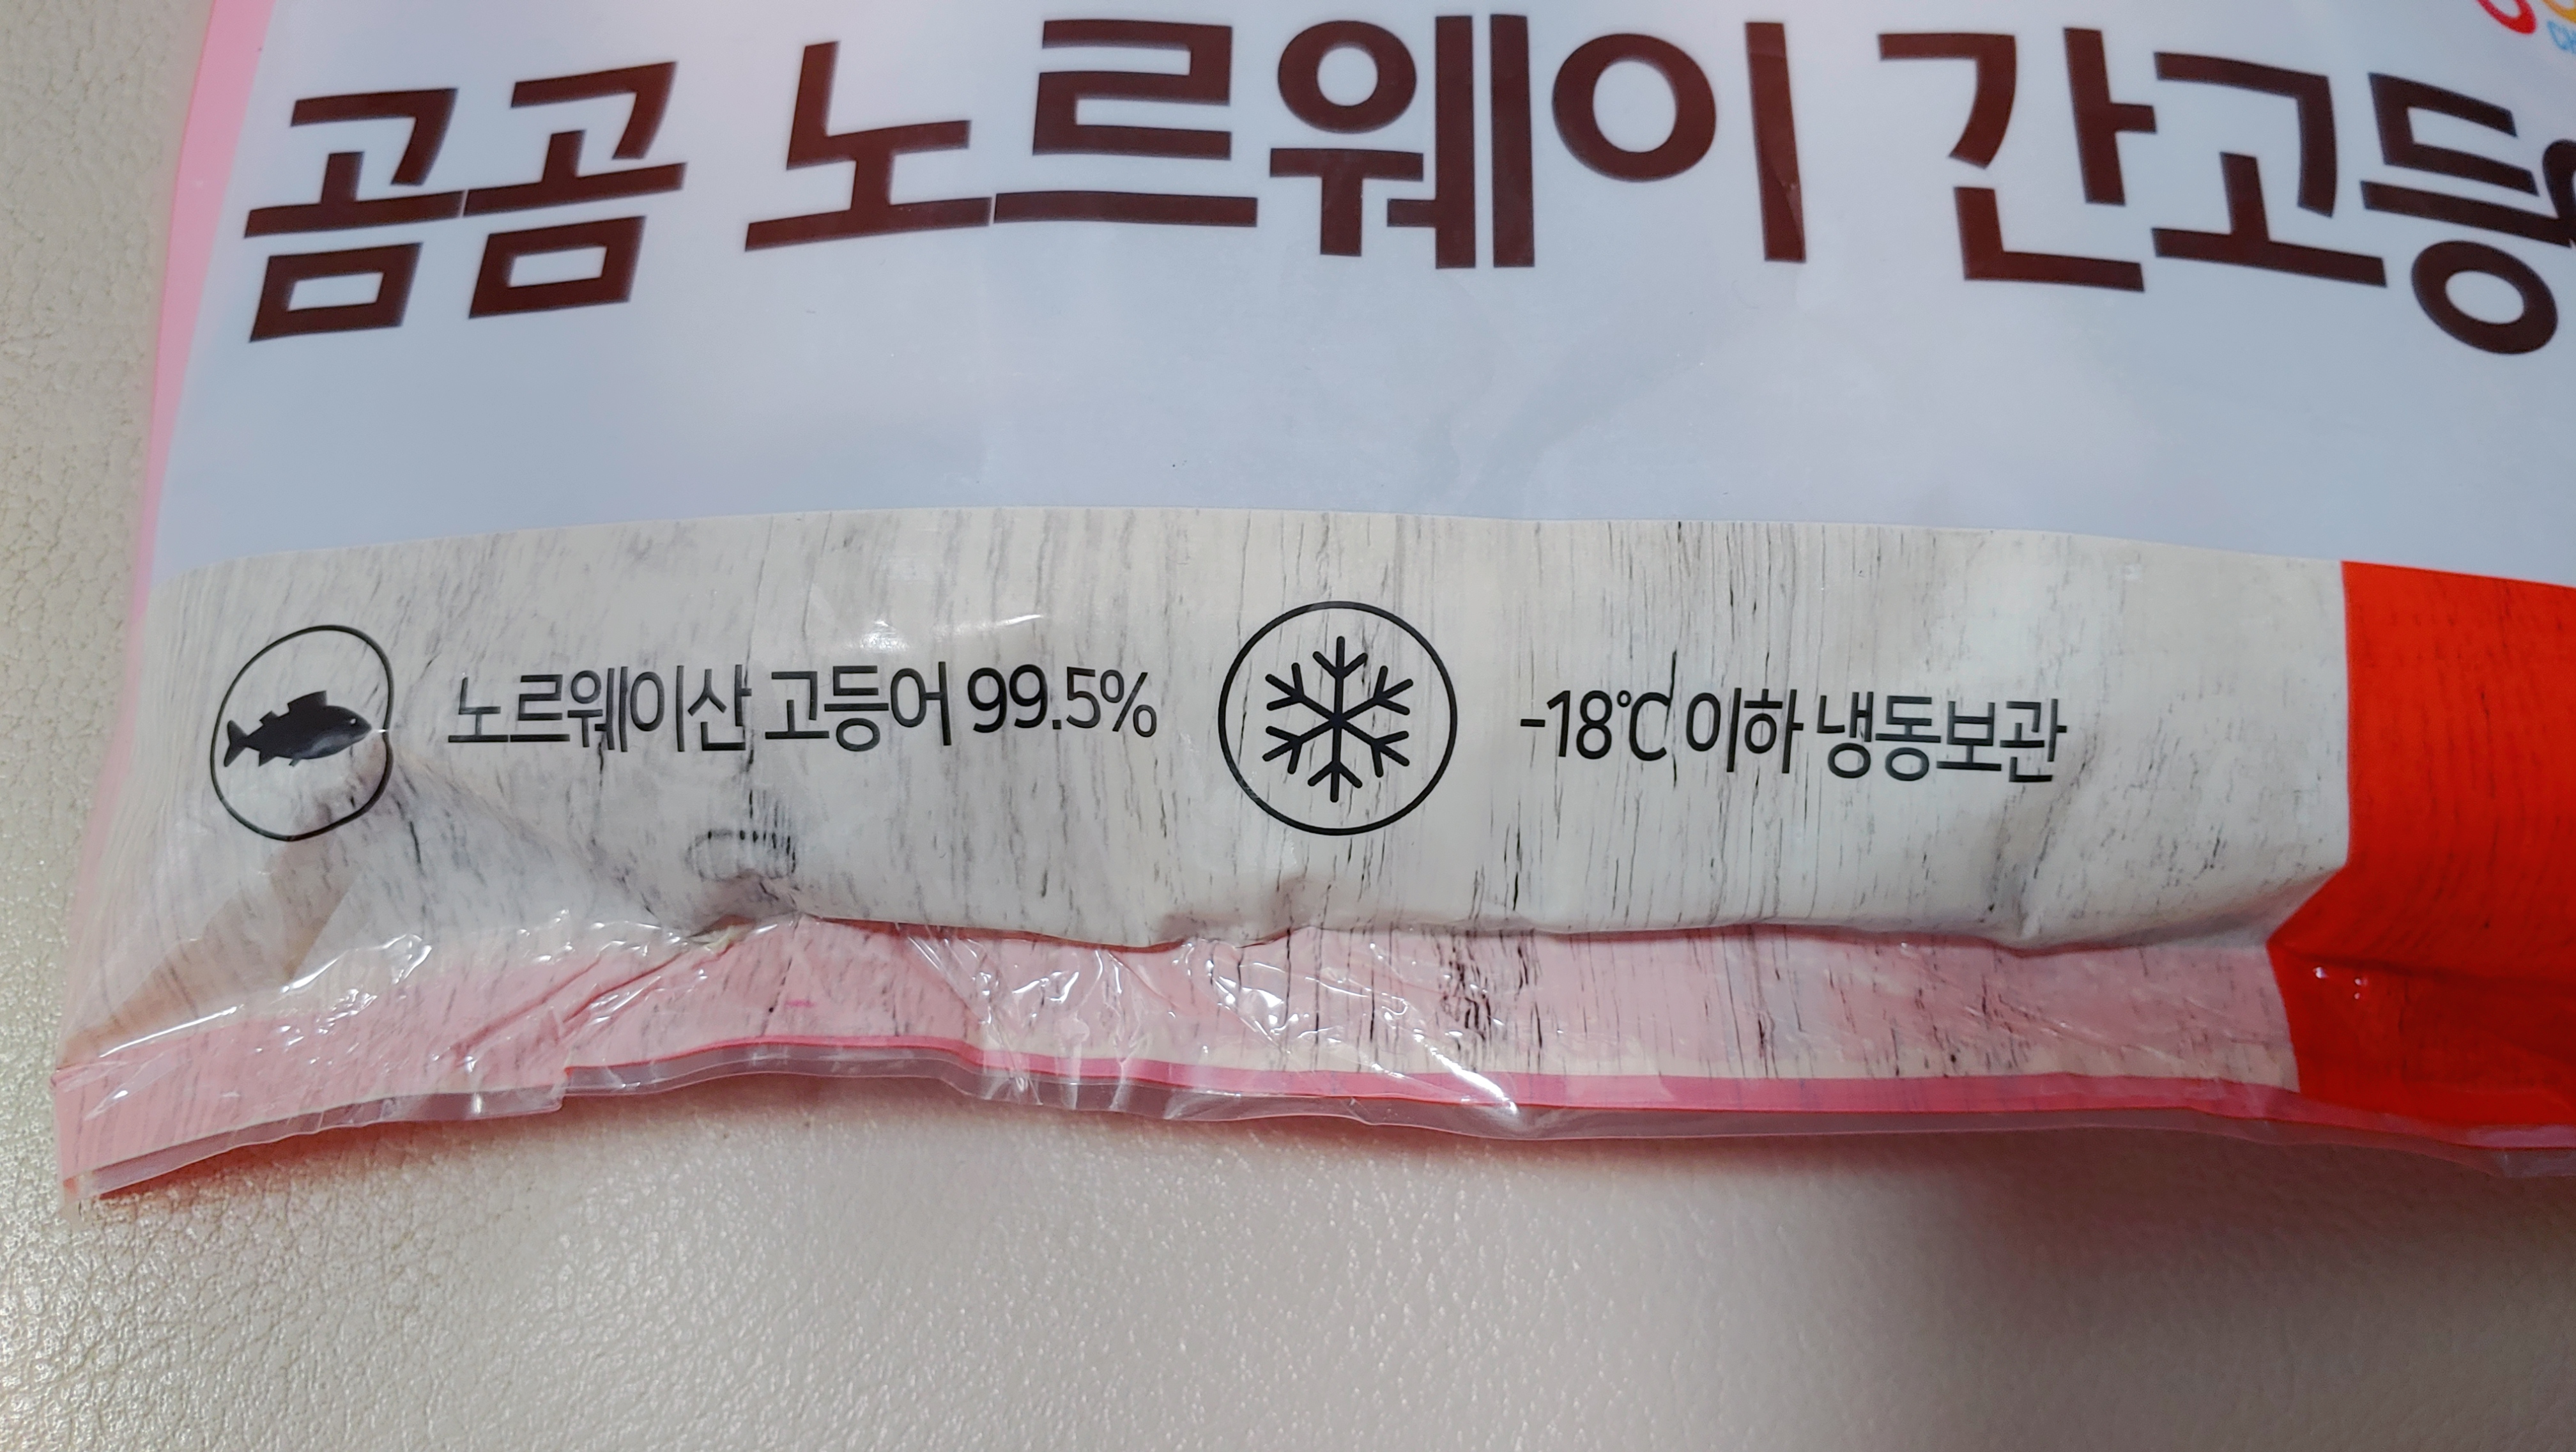 곰곰 노르웨이 간고등
노르웨이산 고등어 99.5%
-18℃ 이하 냉동보관